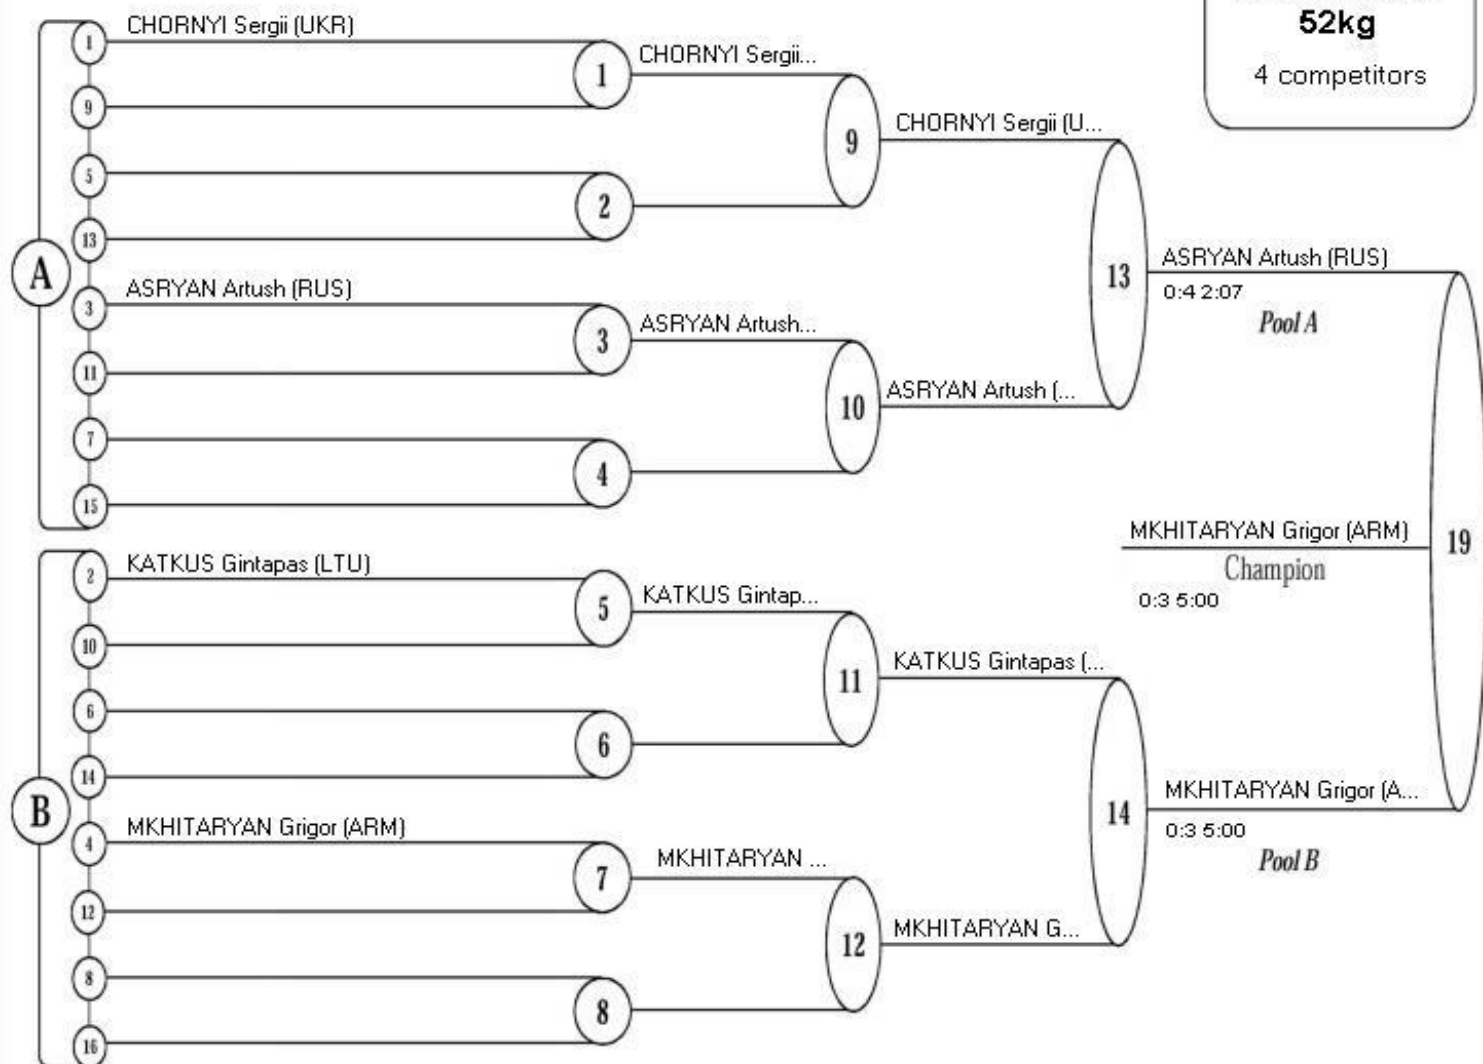 52kg
4 competitors
A
1
CHORNYI Sergii (UKR)
9
5
13
3
ASRYAN Artush (RUS)
11
7
15
1
2
3
4
CHORNYI Sergii...
ASRYAN Artush...
9
10
CHORNYI Sergii (U...
ASRYAN Artush (...
13
ASRYAN Artush (RUS)
0:4 2:07
Pool A
B
2
KATKUS Gintapas (LTU)
10
6
14
4
MKHITARYAN Grigor (ARM)
12
8
16
5
6
7
8
KATKUS Gintap...
MKHITARYAN ...
11
12
KATKUS Gintapas (...
MKHITARYAN G...
14
MKHITARYAN Grigor (A...
0:3 5:00
Pool B
19
MKHITARYAN Grigor (ARM)
Champion
0:3 5:00